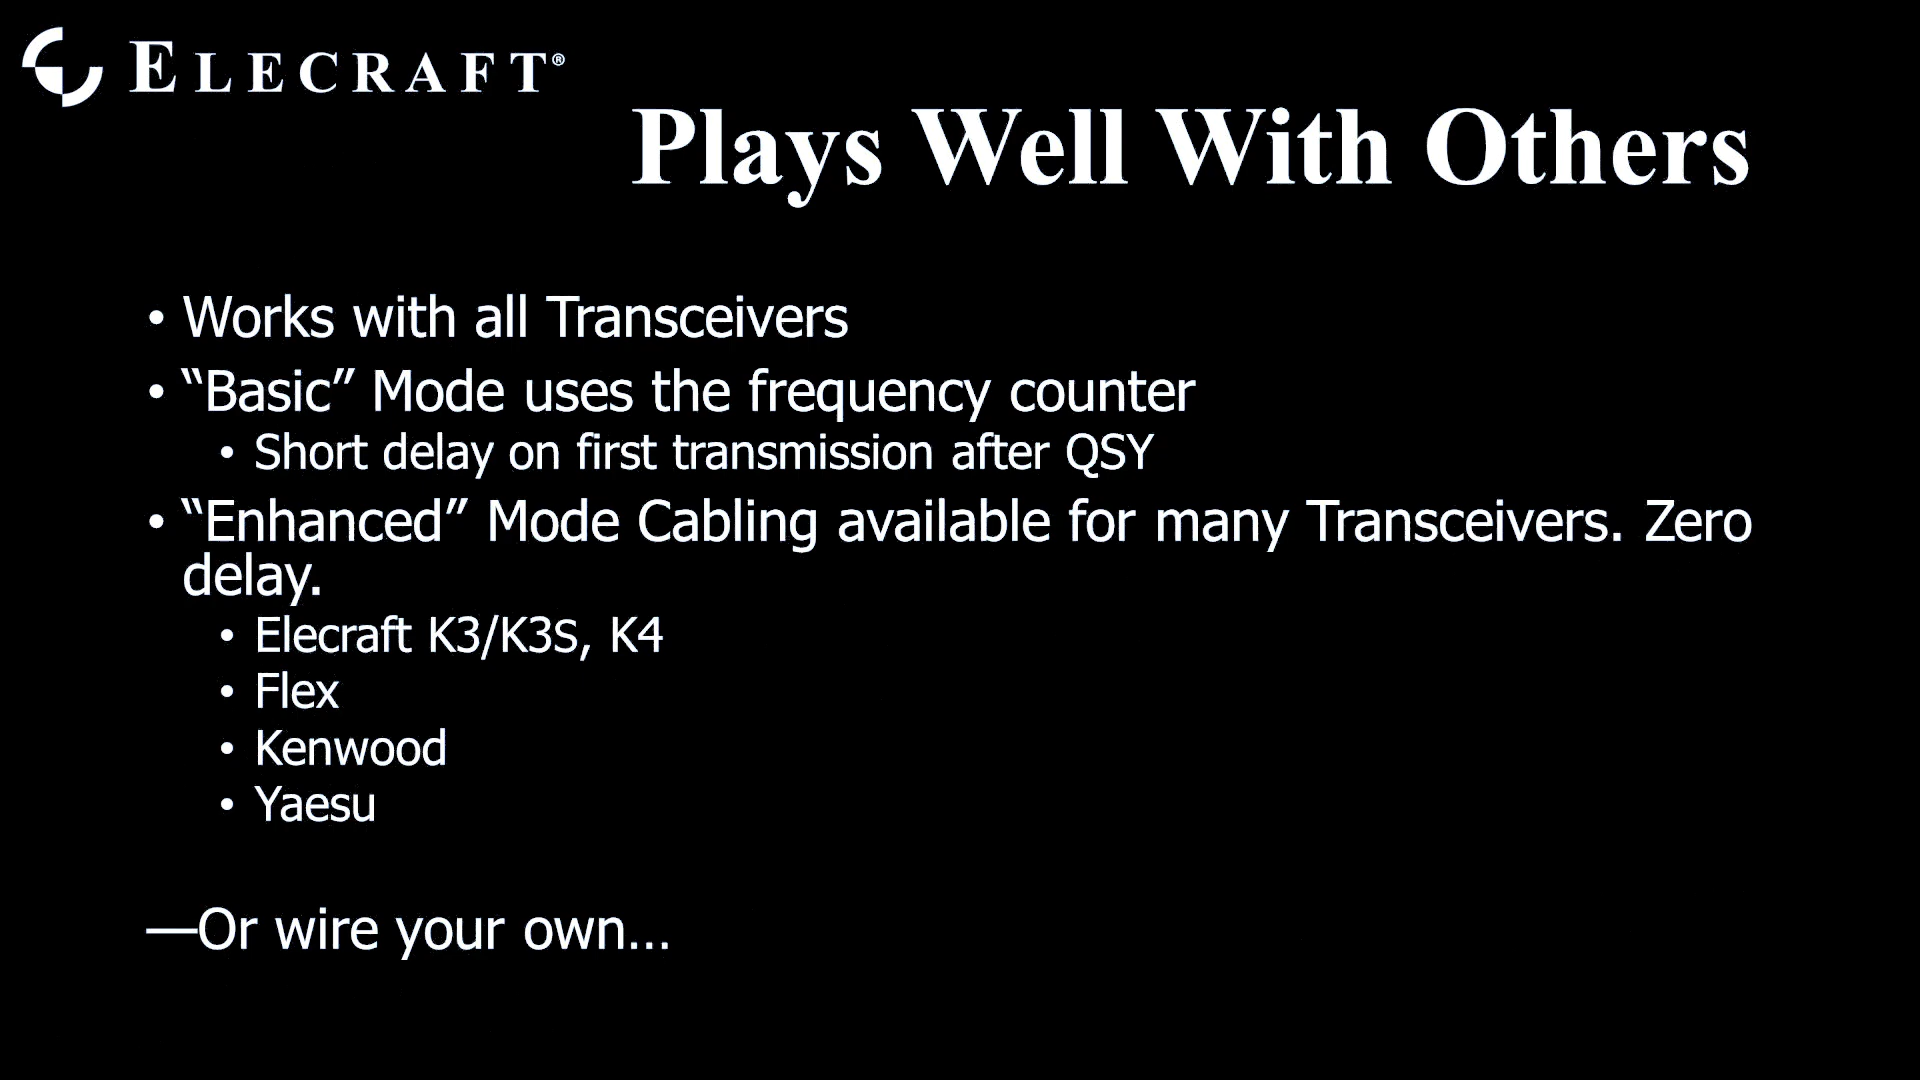 ELECRAFT®
Plays Well With Others
• Works with all Transceivers
• “Basic” Mode uses the frequency counter
• Short delay on first transmission after QSY
• “Enhanced” Mode Cabling available for many Transceivers. Zero
delay.
• Elecraft K3/K3S, K4
• Flex
• Kenwood
• Yaesu
—Or wire your own…